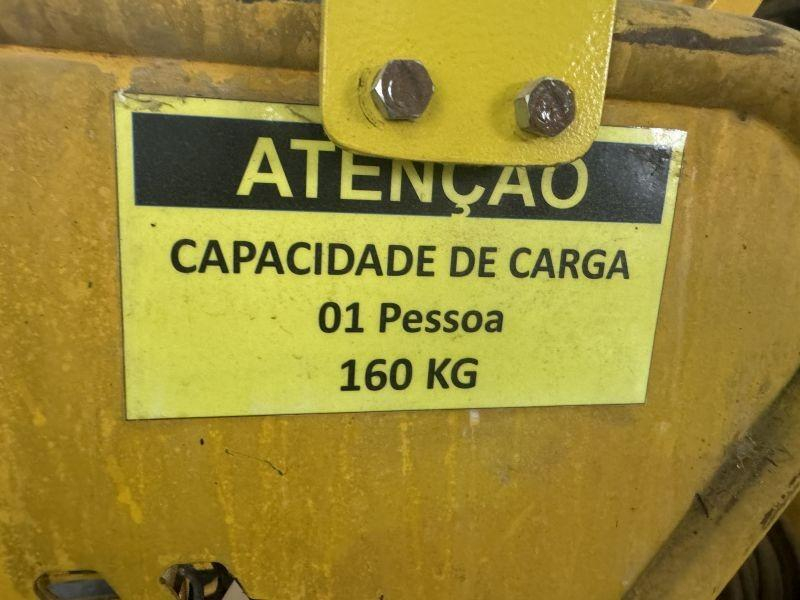 ATENÇÃO
CAPACIDADE DE CARGA
01 Pessoa
160 KG